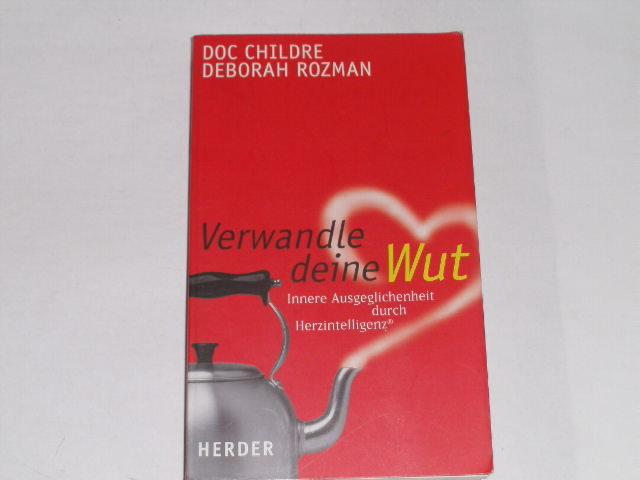 DOC CHILDRE
DEBORAH ROZMAN
Verwandle
deine Wut
Innere Ausgeglichenheit
durch
Herzintelligenz®
HERDER